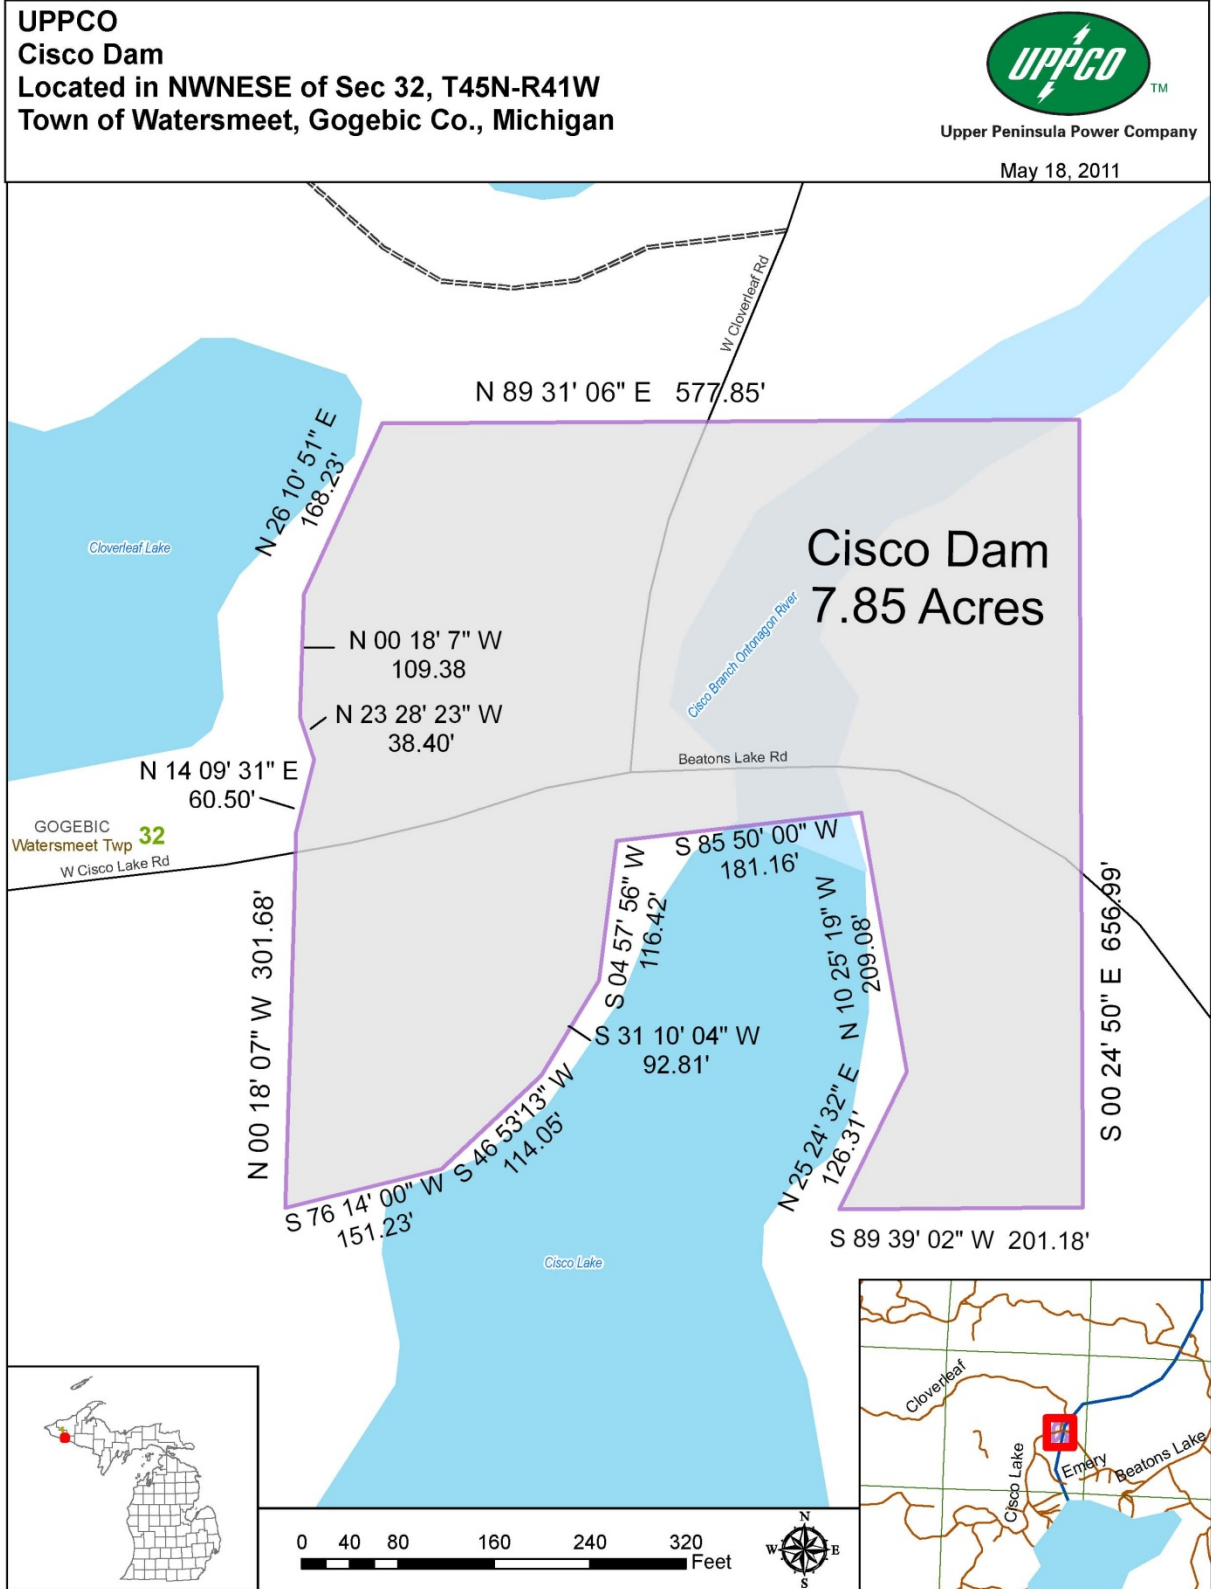 UPPCO
Cisco Dam
Located in NWNESE of Sec 32, T45N-R41W
Town of Watersmeet, Gogebic Co., Michigan
UPPCO
TM
Upper Peninsula Power Company
May 18, 2011
W Cloverleaf Rd
N 89 31' 06" E 577.85'
N 26 10' 51" E
168.23'
Cloverleaf Lake
Cisco Dam
7.85 Acres
Cisco Branch Ontonagon River
N 00 18' 7" W
109.38
N 23 28' 23" W
38.40'
N 14 09' 31" E
60.50'
Beatons Lake Rd
GOGEBIC
Watersmeet Twp 32
W Cisco Lake Rd
S 85 50' 00" W
181.16'
S 04 57' 56" W
116.42'
N 10 25' 19" W
209.08'
S 00 24' 50" E 656.99'
N 00 18' 07" W 301.68'
S 31 10' 04" W
92.81'
S 46 53'13" W
114.05'
N 25 24' 32" E
126.31'
S 76 14' 00" W
151.23'
S 89 39' 02" W 201.18'
Cisco Lake
Cloverleaf
Cisco Lake
Emery
Beatons Lake
0 40 80 160 240 320
Feet
N
W E
S